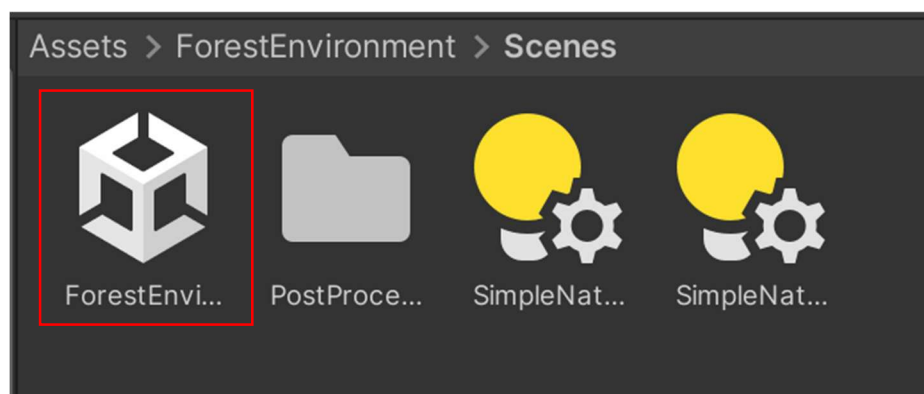 Assets > ForestEnvironment > Scenes
ForestEnvi... PostProce... SimpleNat... SimpleNat...